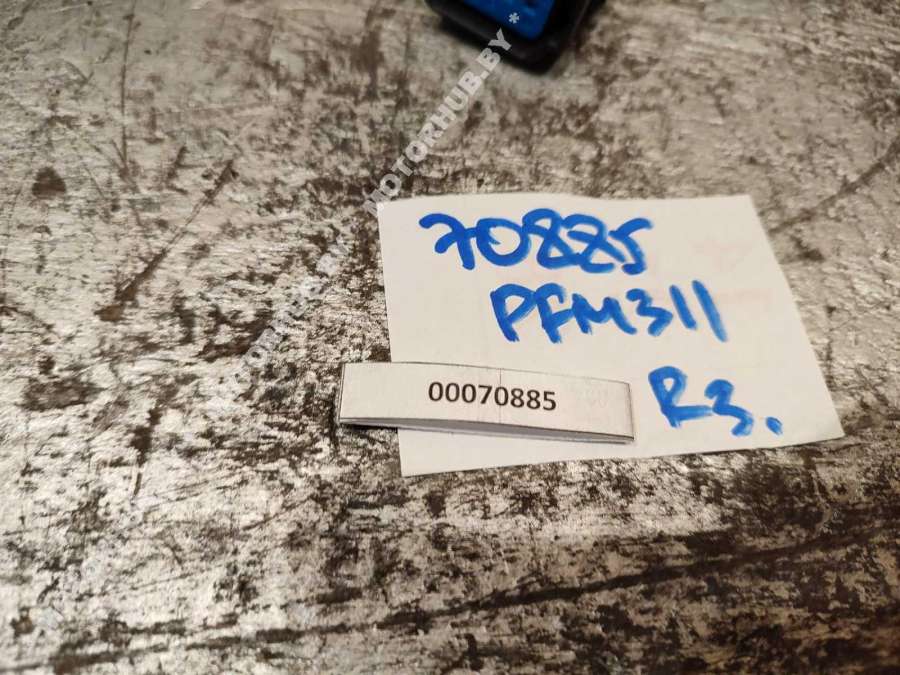 MOTORHUB.BY *
70885
PFM311
00070885
R3.